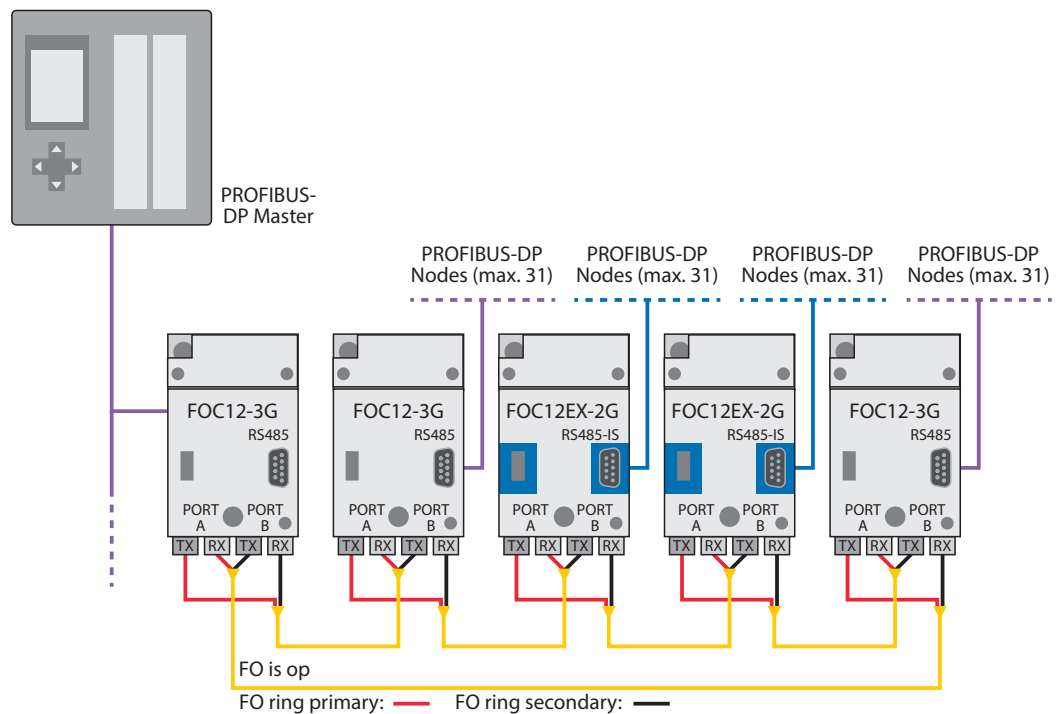 PROFIBUS-
DP Master
PROFIBUS-DP
Nodes (max. 31)
PROFIBUS-DP
Nodes (max. 31)
PROFIBUS-DP
Nodes (max. 31)
PROFIBUS-DP
Nodes (max. 31)
FOC12-3G
RS485
PORT
A
PORT
B
TX
RX
TX
RX
FOC12-3G
RS485
PORT
A
PORT
B
TX
RX
TX
RX
FOC12EX-2G
RS485-IS
PORT
A
PORT
B
TX
RX
TX
RX
FOC12EX-2G
RS485-IS
PORT
A
PORT
B
TX
RX
TX
RX
FOC12-3G
RS485
PORT
A
PORT
B
TX
RX
TX
RX
FO is op
FO ring primary:
FO ring secondary: